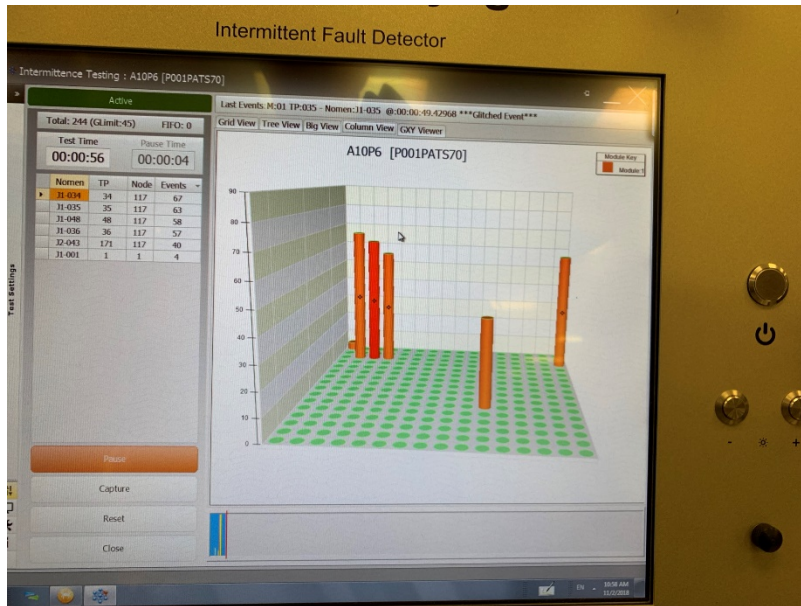 Intermittent Fault Detector
Intermittence Testing : A10P6 [P001PATS70]
Active
Last Events: M:01 TP:035 - Nomen:J1-035 @:00:00:49.42968 ***Glitched Event***
Total: 244 (GLimit:45) FIFO: 0
Grid View Tree View Big View Column View GXY Viewer
Test Time Pause Time
00:00:56 00:00:04
A10P6 [P001PATS70]
Module Key
Module:1
Nomen TP Node Events
J1-034 34 117 67
J1-035 35 117 63
J1-048 48 117 58
J1-036 36 117 57
J2-043 171 117 40
J1-001 1 1 4
90
80
70
60
50
40
30
20
10
0
Test Settings
Pause
Capture
Reset
Close
- +
EN
10:58 AM
11/2/2018